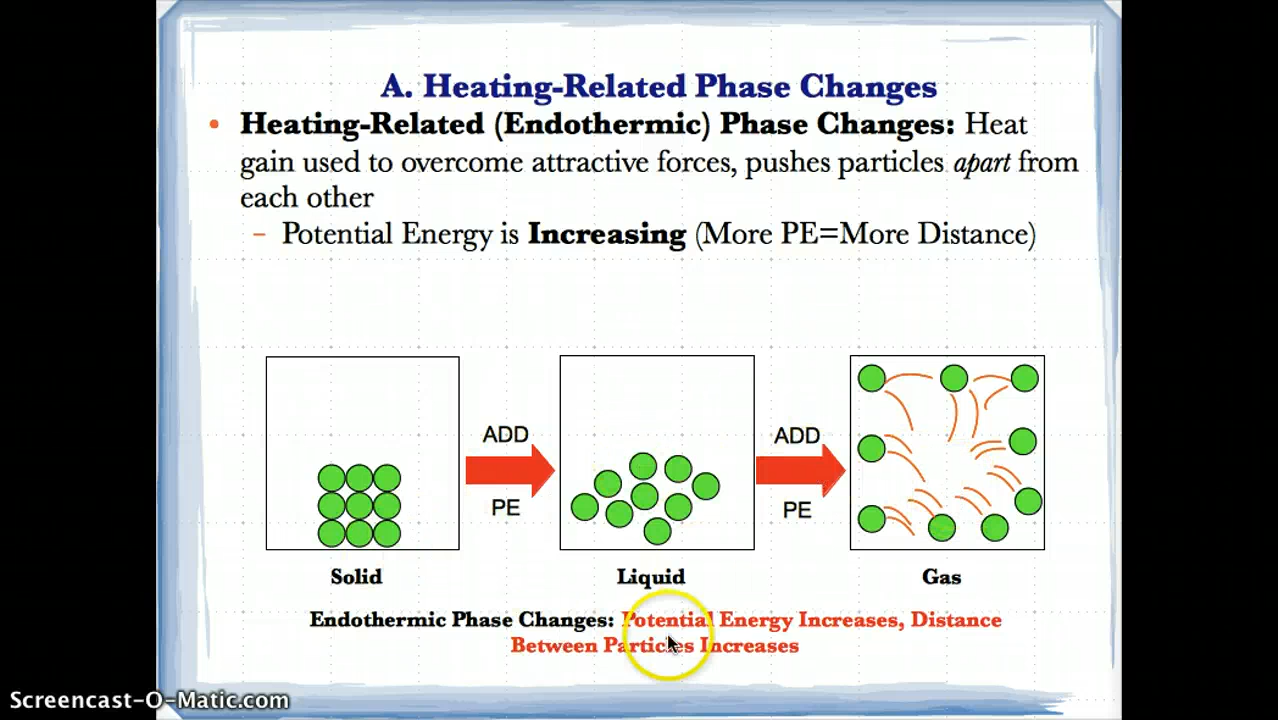 A. Heating-Related Phase Changes
• Heating-Related (Endothermic) Phase Changes: Heat
gain used to overcome attractive forces, pushes particles apart from
each other
– Potential Energy is Increasing (More PE=More Distance)
ADD
PE
ADD
PE
Solid
Liquid
Gas
Endothermic Phase Changes: Potential Energy Increases, Distance
Between Particles Increases
Screencast-O-Matic.com